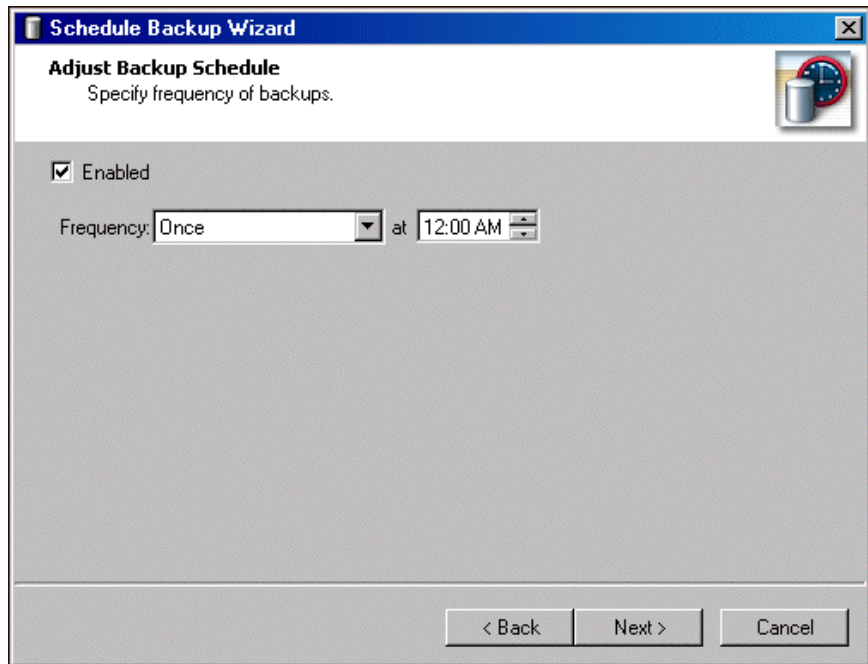 Schedule Backup Wizard
Adjust Backup Schedule
Specify frequency of backups.
Enabled
Frequency: Once at 12:00 AM
< Back Next > Cancel